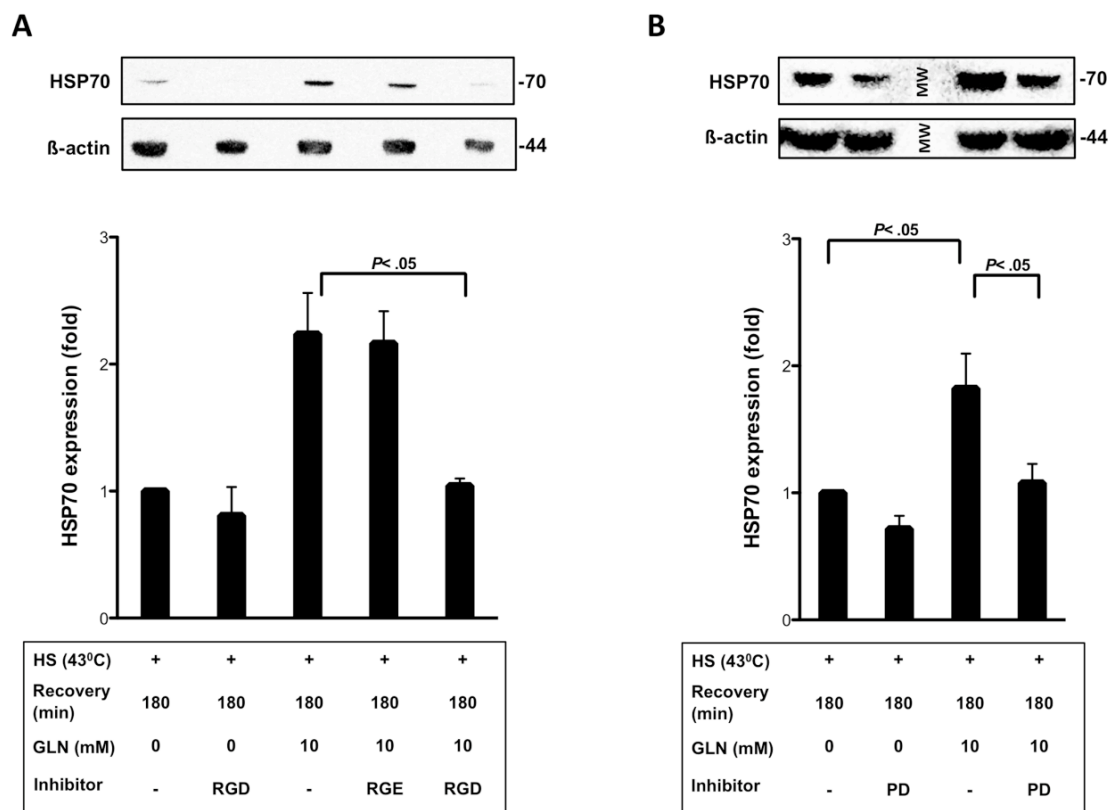 A
HSP70
-70
ß-actin
-44
HSP70 expression (fold)
3
2
1
0
P< .05
HS (43⁰C) + + + + +
Recovery (min) 180 180 180 180 180
GLN (mM) 0 0 10 10 10
Inhibitor - RGD - RGE RGD
B
HSP70
MW
-70
ß-actin
MW
-44
HSP70 expression (fold)
3
2
1
0
P< .05
P< .05
HS (43⁰C) + + + +
Recovery (min) 180 180 180 180
GLN (mM) 0 0 10 10
Inhibitor - PD - PD